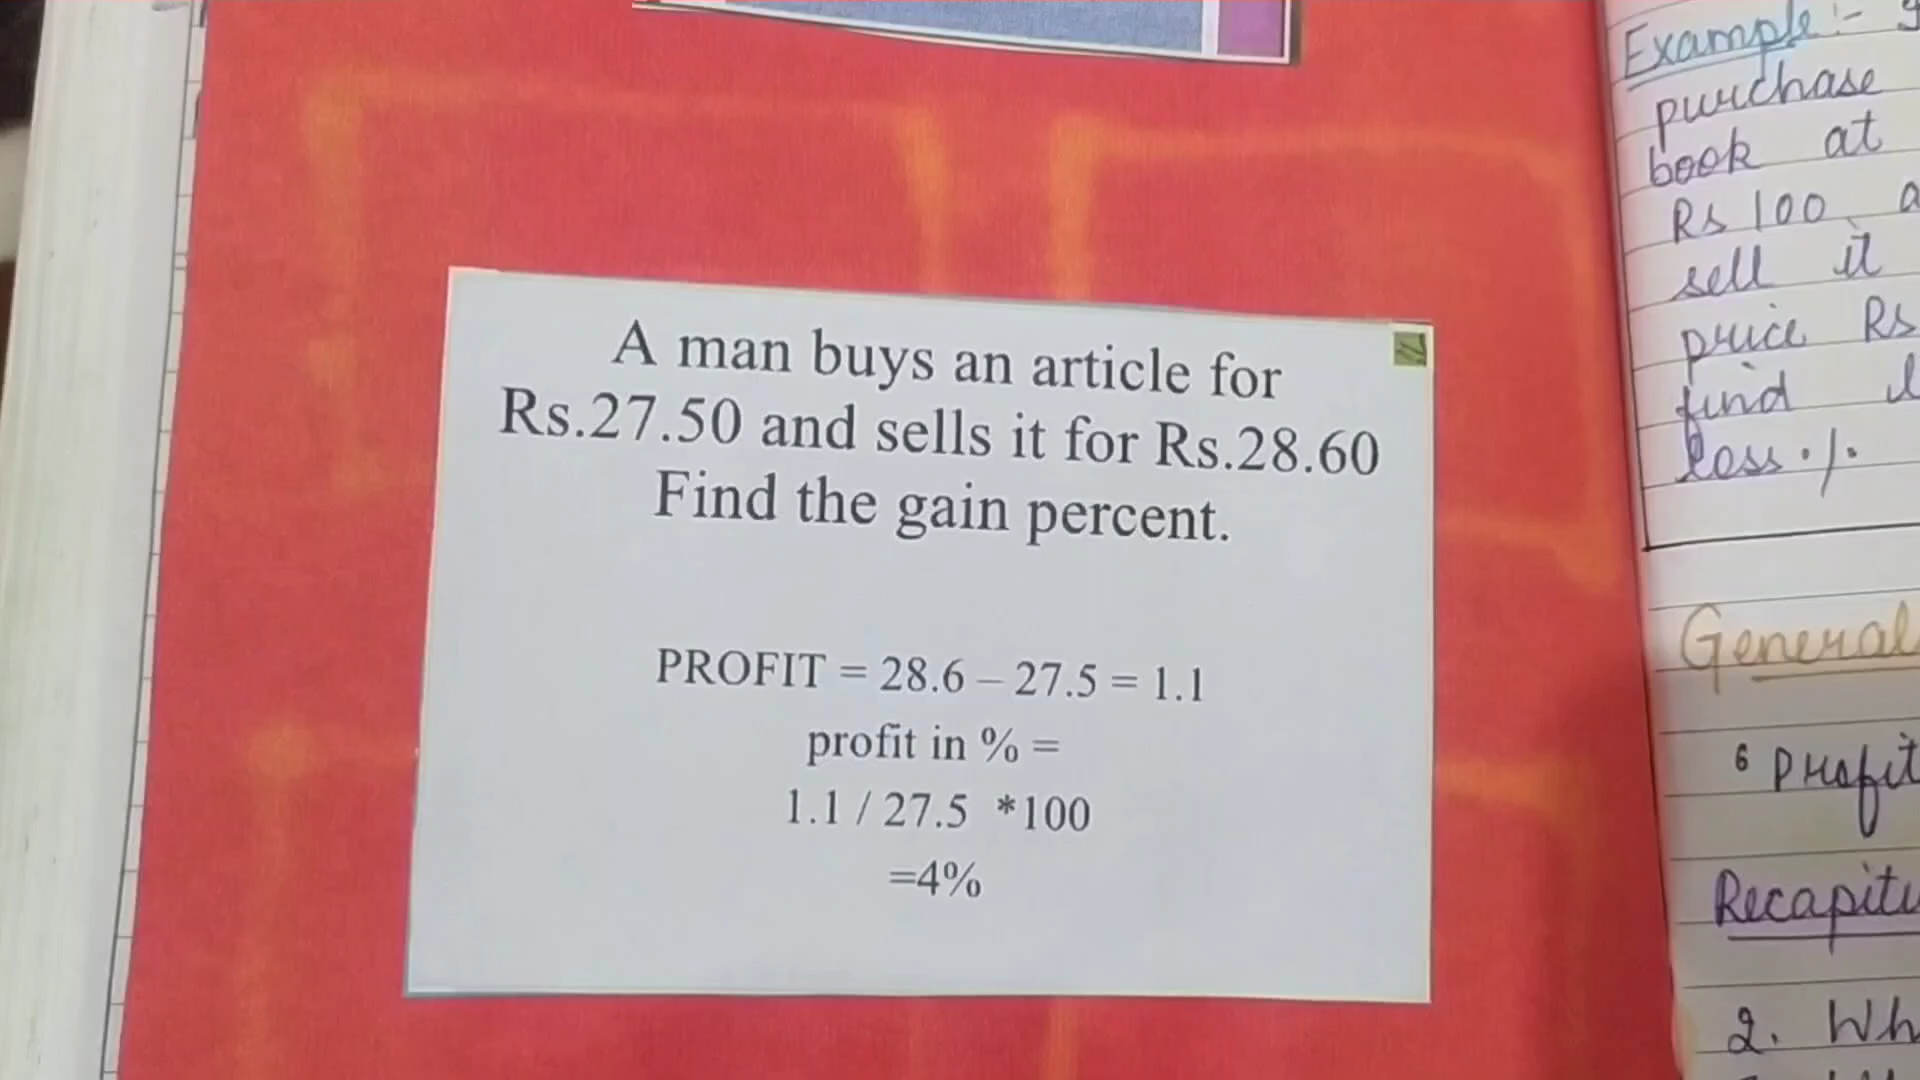 A man buys an article for
Rs.27.50 and sells it for Rs.28.60
Find the gain percent.
PROFIT = 28.6 – 27.5 = 1.1
profit in % =
1.1 / 27.5 *100
=4%
Example:-
purchase
book at
Rs 100
sell it
price Rs
find
loss %.
General
6 Profit
2. Wh